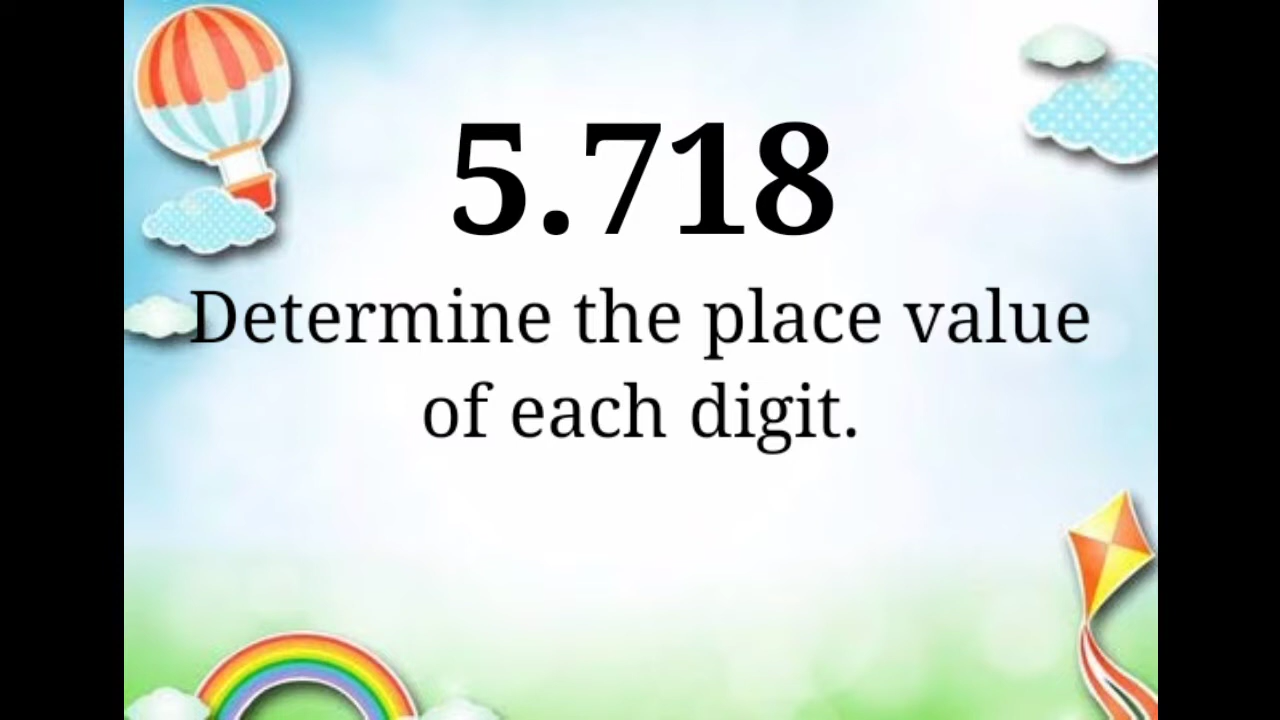 5.718
Determine the place value
of each digit.